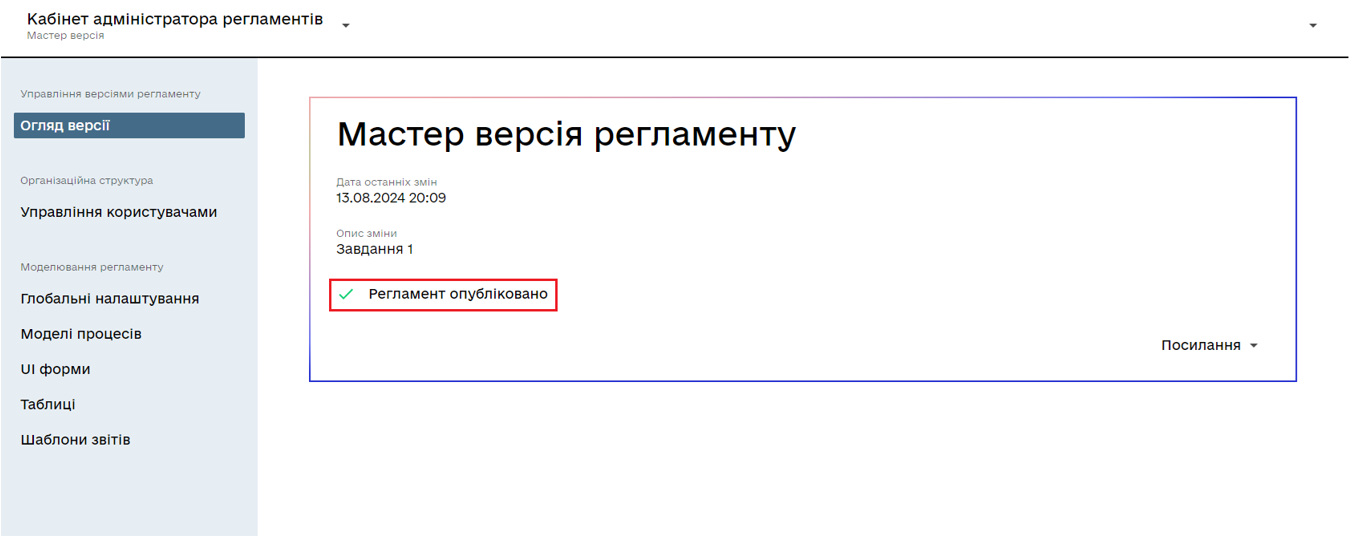 Кабінет адміністратора регламентів
Мастер версія
Управління версіями регламенту
Огляд версії
Організаційна структура
Управління користувачами
Моделювання регламенту
Глобальні налаштування
Моделі процесів
UI форми
Таблиці
Шаблони звітів
Мастер версія регламенту
Дата останніх змін
13.08.2024 20:09
Опис зміни
Завдання 1
Регламент опубліковано
Посилання